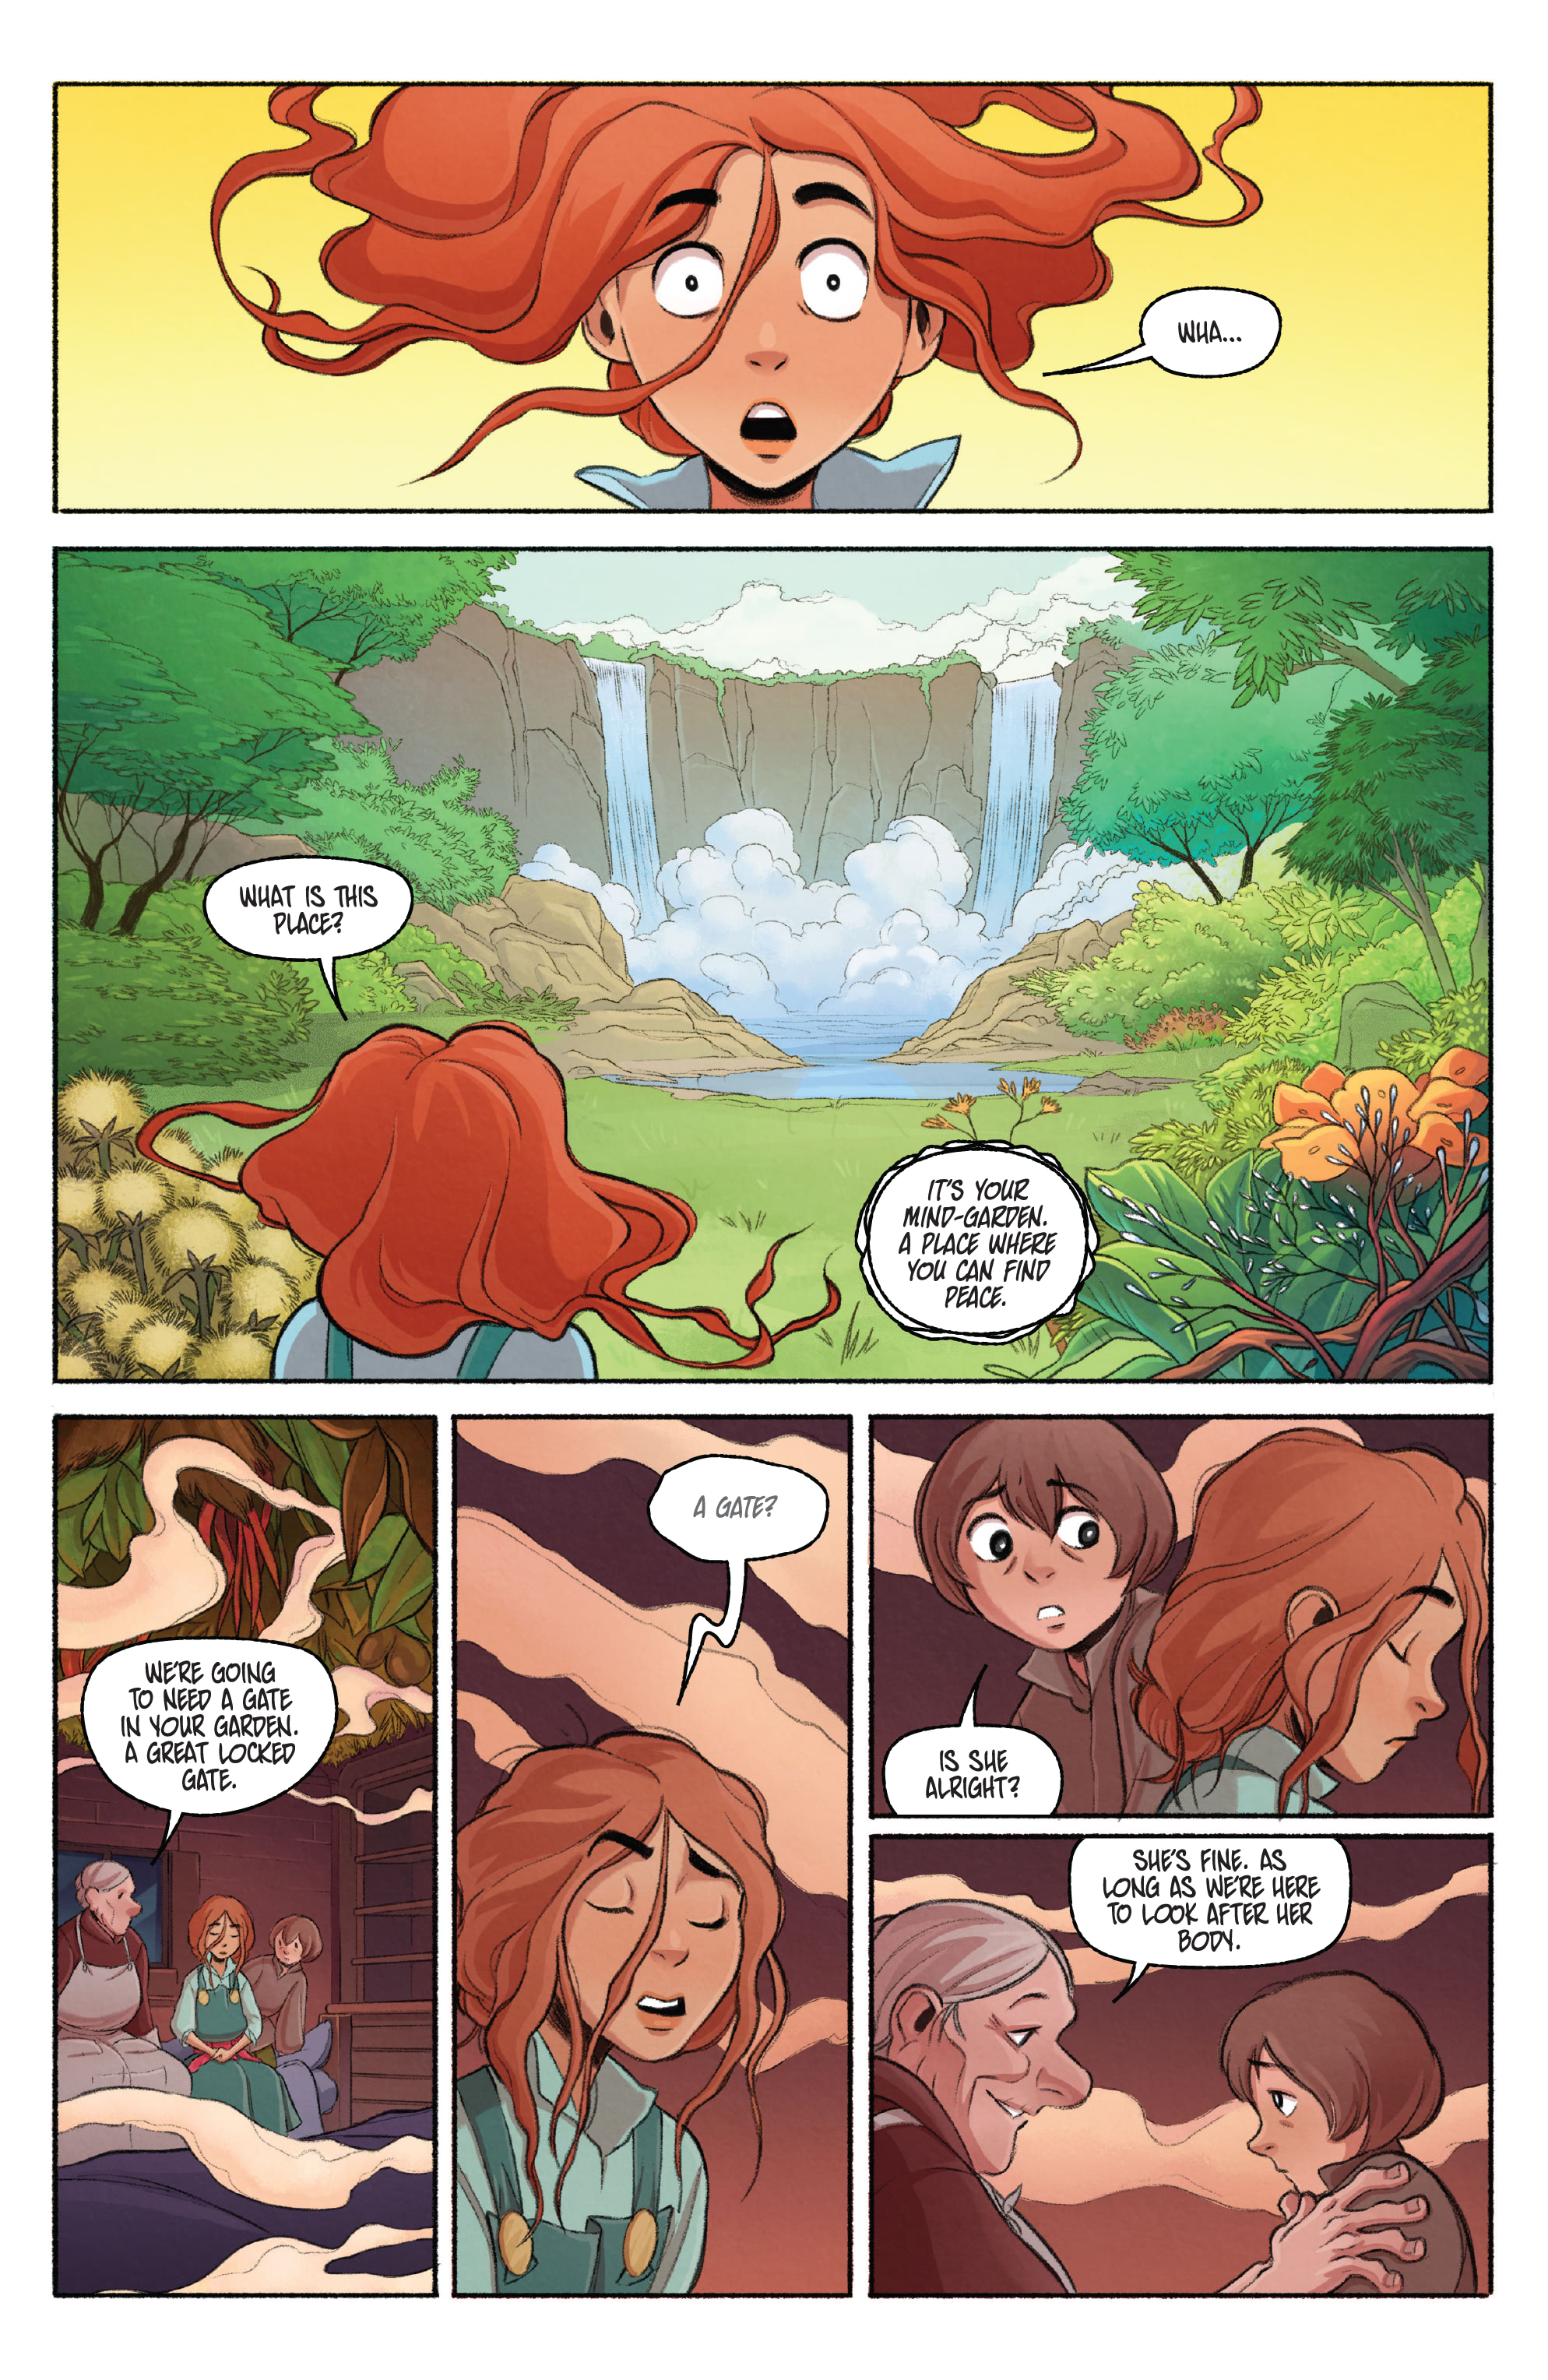 WHA...
WHAT IS THIS
PLACE?
IT'S YOUR
MIND-GARDEN.
A PLACE WHERE
YOU CAN FIND
PEACE.
WE'RE GOING
TO NEED A GATE
IN YOUR GARDEN.
A GREAT LOCKED
GATE.
A GATE?
IS SHE
ALRIGHT?
SHE'S FINE. AS
LONG AS WE'RE HERE
TO LOOK AFTER HER
BODY.